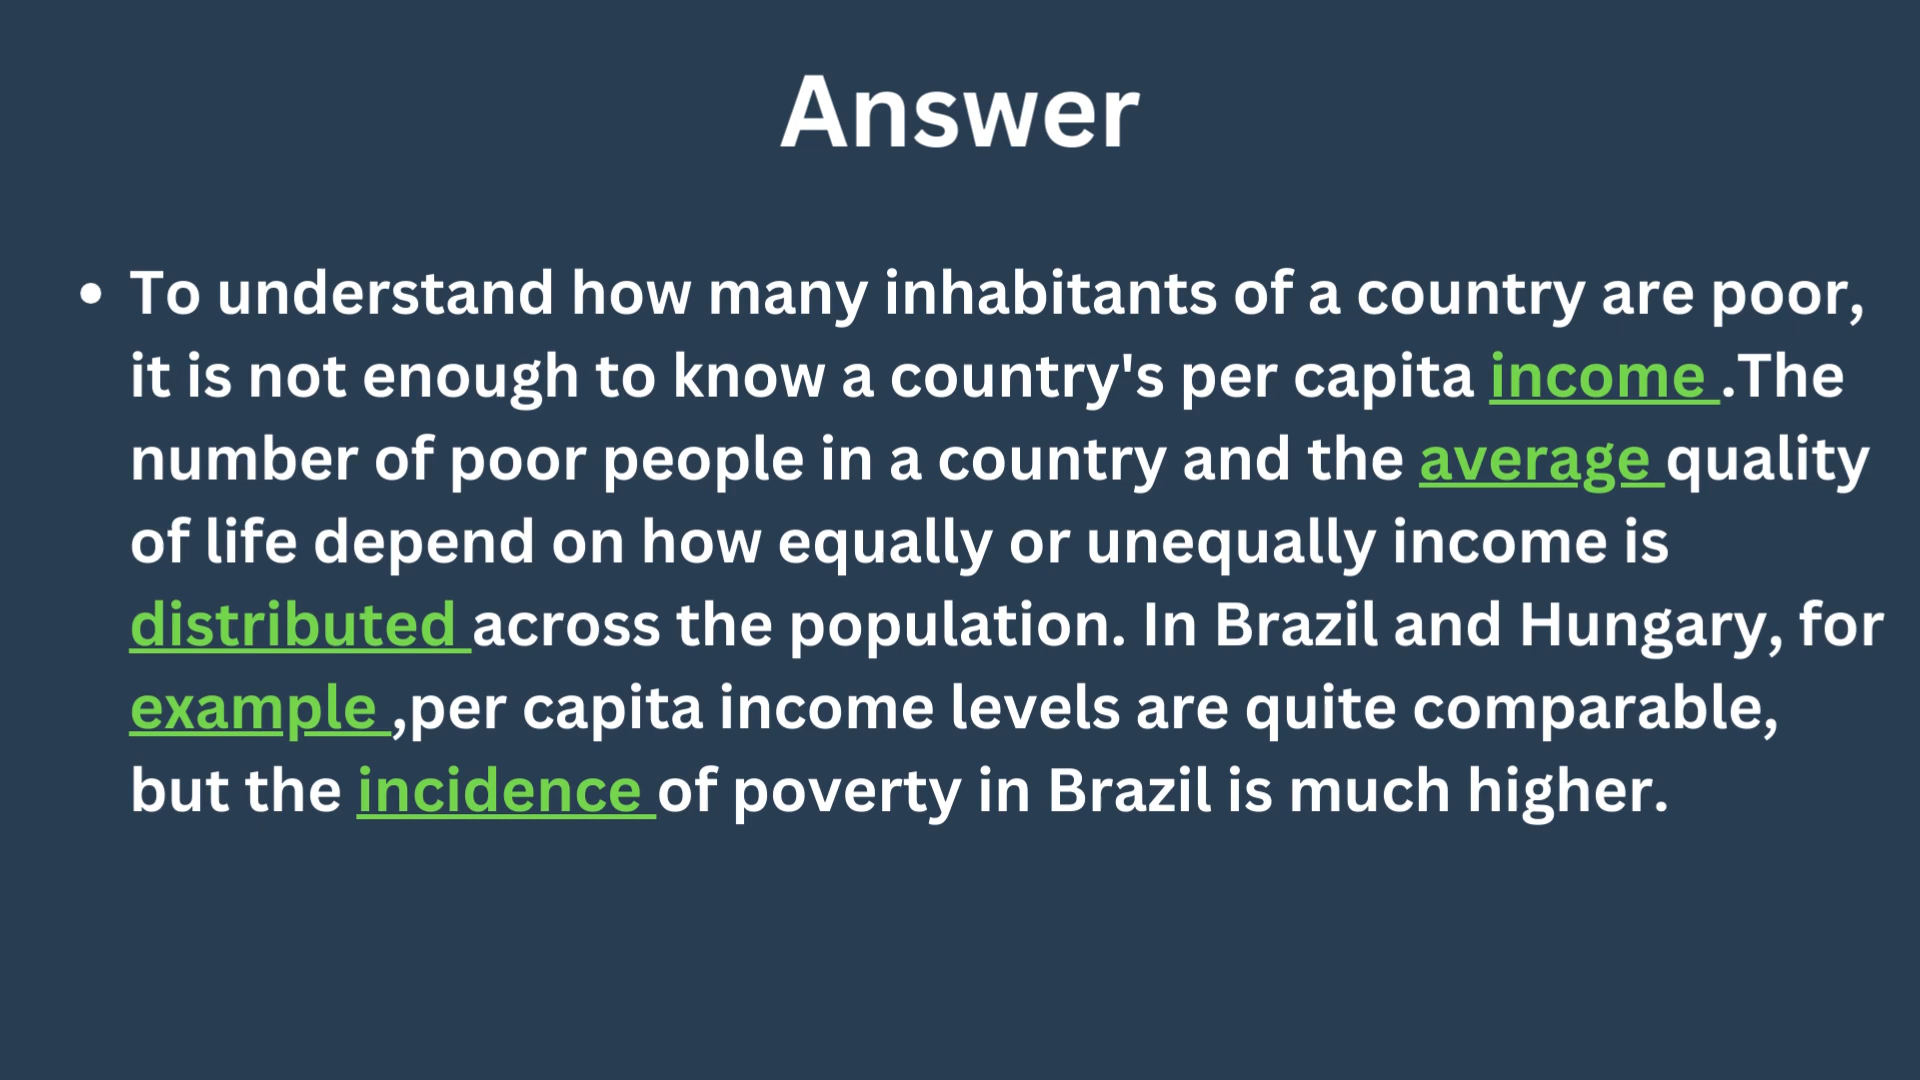 Answer
• To understand how many inhabitants of a country are poor,
it is not enough to know a country's per capita income .The
number of poor people in a country and the average quality
of life depend on how equally or unequally income is
distributed across the population. In Brazil and Hungary, for
example ,per capita income levels are quite comparable,
but the incidence of poverty in Brazil is much higher.